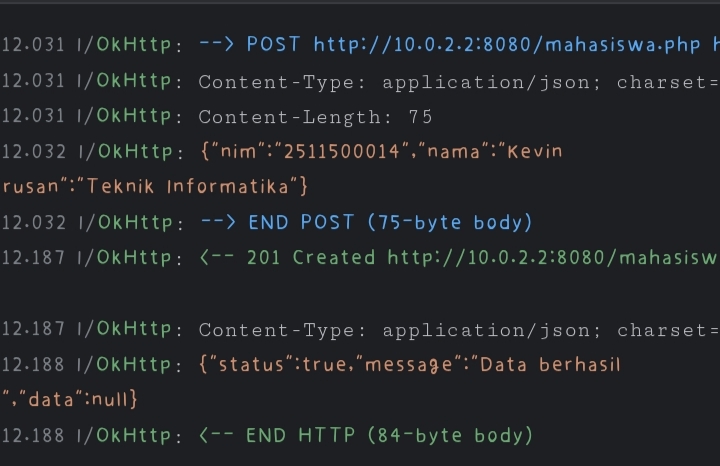 12.031 I/OkHttp: --> POST http://10.0.2.2:8080/mahasiswa.php h
12.031 I/OkHttp: Content-Type: application/json; charset=
12.031 I/OkHttp: Content-Length: 75
12.032 I/OkHttp: {"nim":"2511500014","nama":"Kevin
rusan":"Teknik Informatika"}
12.032 I/OkHttp: --> END POST (75-byte body)
12.187 I/OkHttp: <-- 201 Created http://10.0.2.2:8080/mahasisw
12.187 I/OkHttp: Content-Type: application/json; charset=
12.188 I/OkHttp: {"status":true,"message":"Data berhasil
","data":null}
12.188 I/OkHttp: <-- END HTTP (84-byte body)